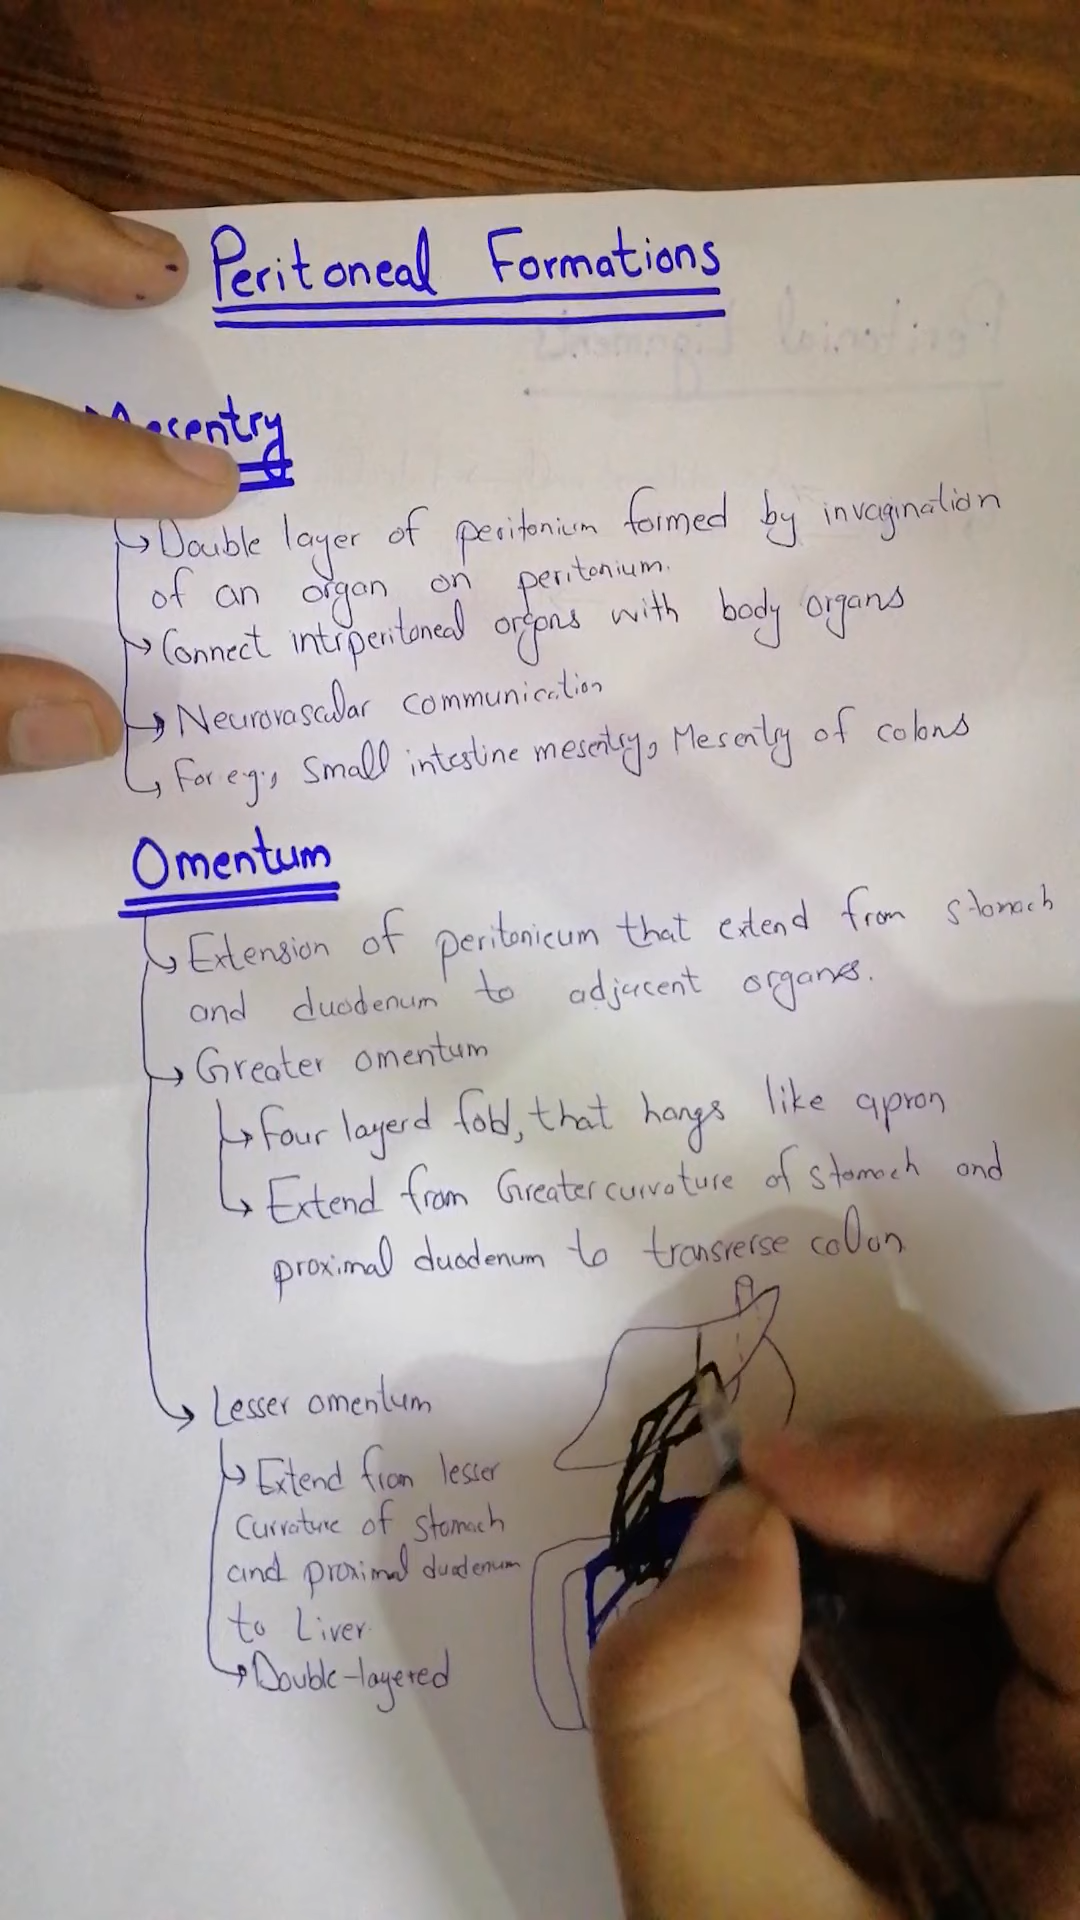 Peritoneal Formations
Mesentry
Double layer of peritonium formed by invagination
of an organ on peritonium.
Connect intrperitoneal organs with body organs
Neurovascular communication
For eg., Small intestine mesentry, Mesentry of colons
Omentum
Extension of peritonieum that extend from stomach
and duodenum to adjacent organes.
Greater omentum
Four layerd fold, that hangs like apron
Extend from Greater curvature of stomach and
proximal duodenum to transverse colon
Lesser omentum
Extend from lesser
curvature of stomach
and proximal duodenum
to Liver.
Double-layered